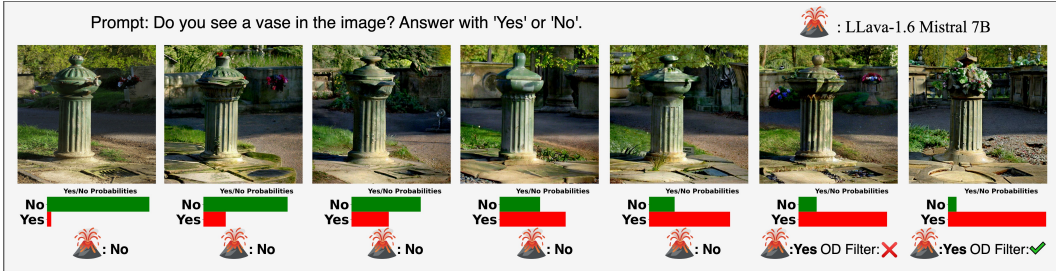 Prompt: Do you see a vase in the image? Answer with 'Yes' or 'No'.
: LLava-1.6 Mistral 7B
Yes/No Probabilities Yes/No Probabilities Yes/No Probabilities Yes/No Probabilities Yes/No Probabilities Yes/No Probabilities Yes/No Probabilities
No No No No No No No
Yes Yes Yes Yes Yes Yes Yes
: No : No : No : No : No :Yes OD Filter: :Yes OD Filter: